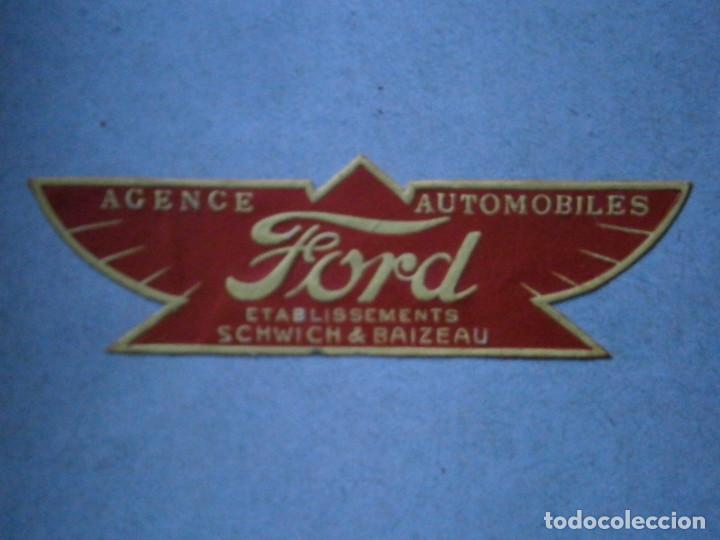 AGENCE AUTOMOBILES
Ford
ETABLISSEMENTS
SCHWICH & BAIZEAU
todocoleccion